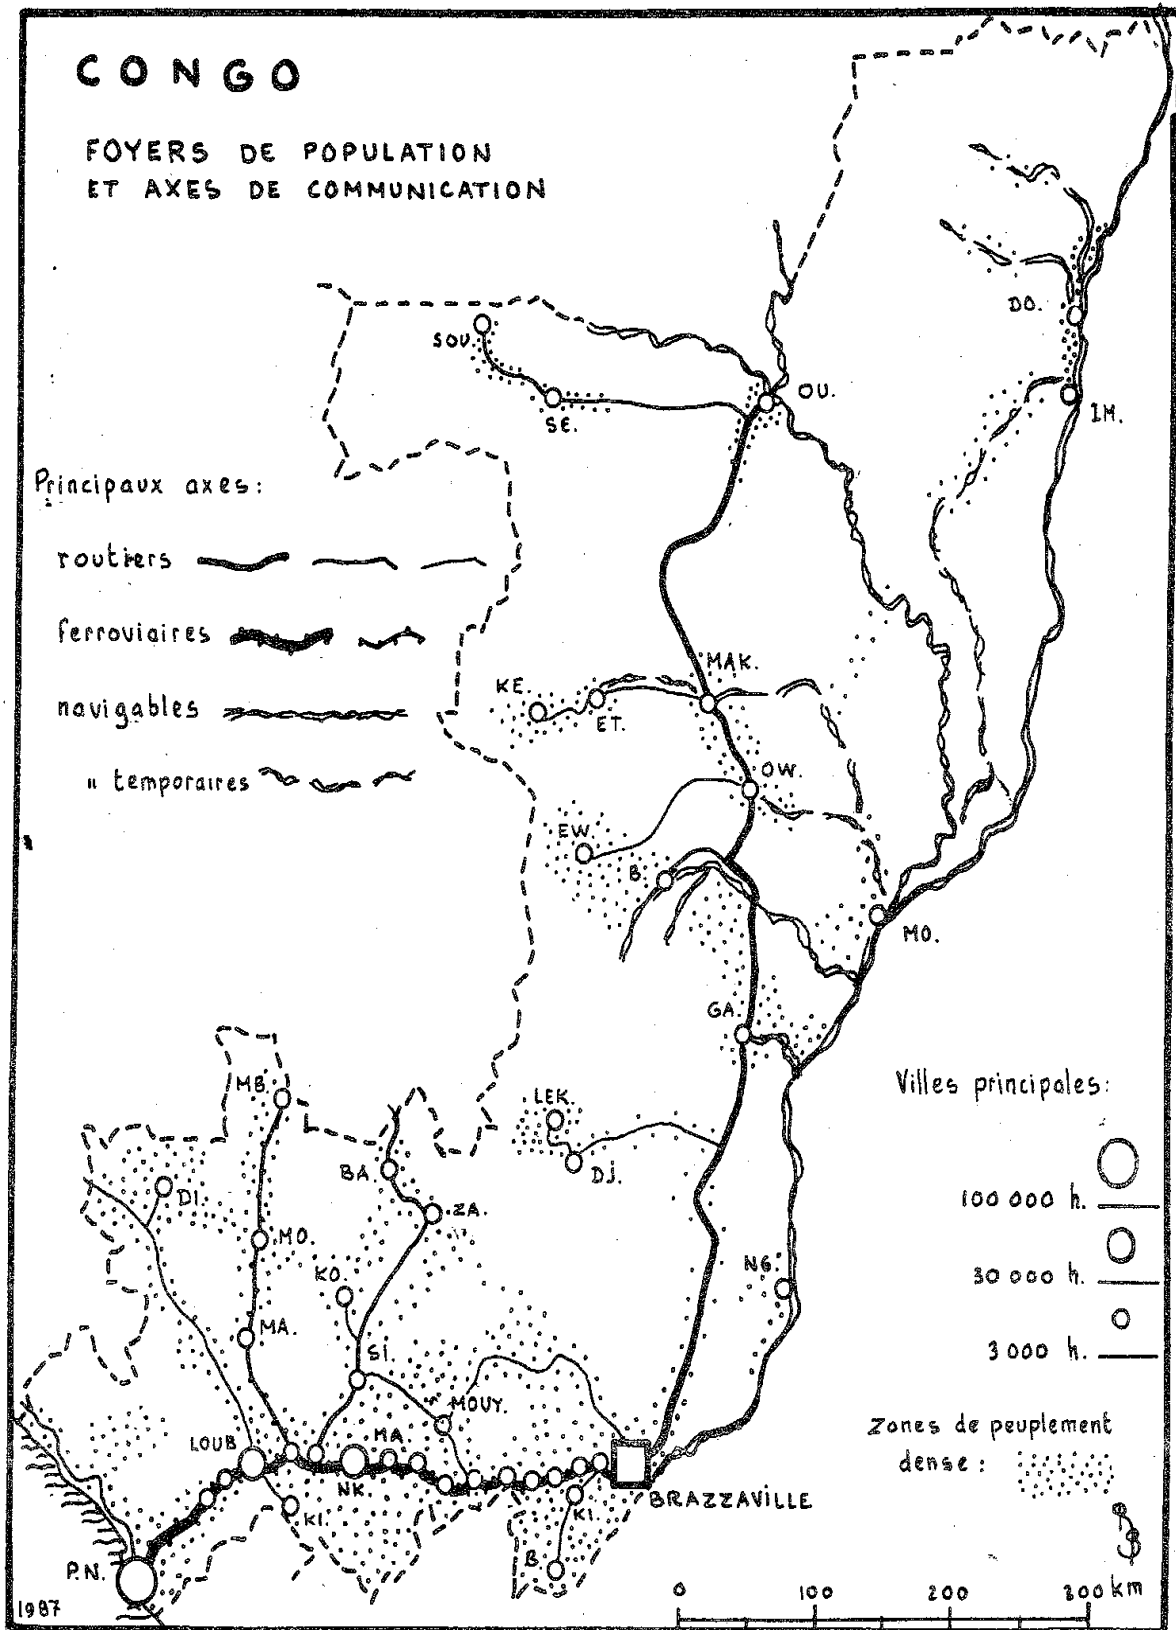 CONGO
FOYERS DE POPULATION
ET AXES DE COMMUNICATION
DO.
SOU.
OU.
SE.
IM.
Principaux axes:
routiers
ferroviaires
navigables
" temporaires
MAK.
KE.
ET.
OW.
EW.
B.
MO.
GA.
MB.
LEK.
Villes principales:
BA.
DJ.
DI.
ZA.
100 000 h.
MO.
NG.
KO.
30 000 h.
MA.
SI.
3 000 h.
MOUY.
LOUB
MA
Zones de peuplement
dense:
NK.
BRAZZAVILLE
KI.
KI.
B.
P.N.
1987
0 100 200 300 km